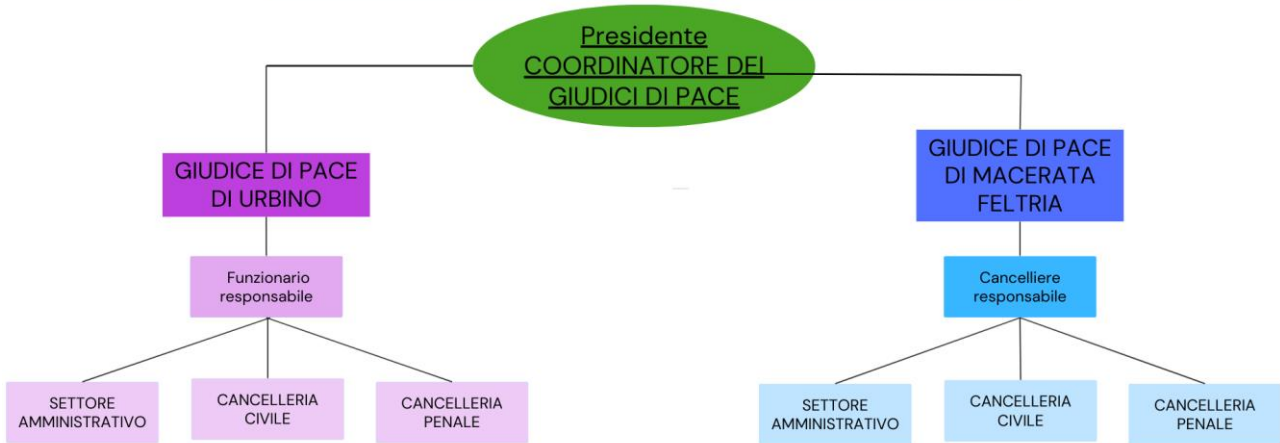 Presidente
COORDINATORE DEI
GIUDICI DI PACE
GIUDICE DI PACE
DI URBINO
GIUDICE DI PACE
DI MACERATA
FELTRIA
Funzionario
responsabile
Cancelliere
responsabile
SETTORE
AMMINISTRATIVO
CANCELLERIA
CIVILE
CANCELLERIA
PENALE
SETTORE
AMMINISTRATIVO
CANCELLERIA
CIVILE
CANCELLERIA
PENALE